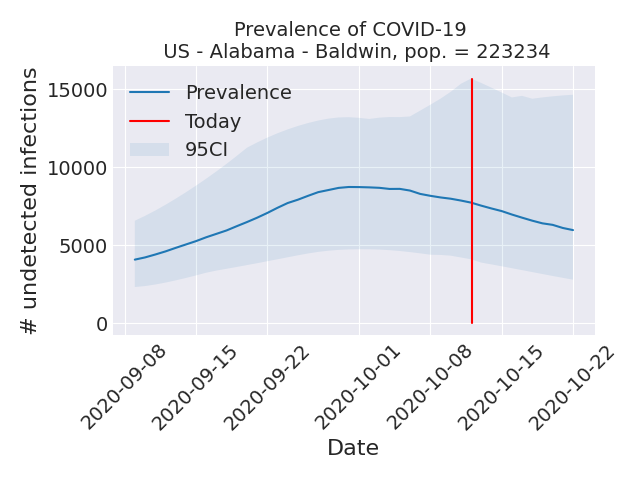 Prevalence of COVID-19
US - Alabama - Baldwin, pop. = 223234
# undetected infections
15000
10000
5000
0
Prevalence
Today
95CI
2020-09-08
2020-09-15
2020-09-22
2020-10-01
2020-10-08
2020-10-15
2020-10-22
Date